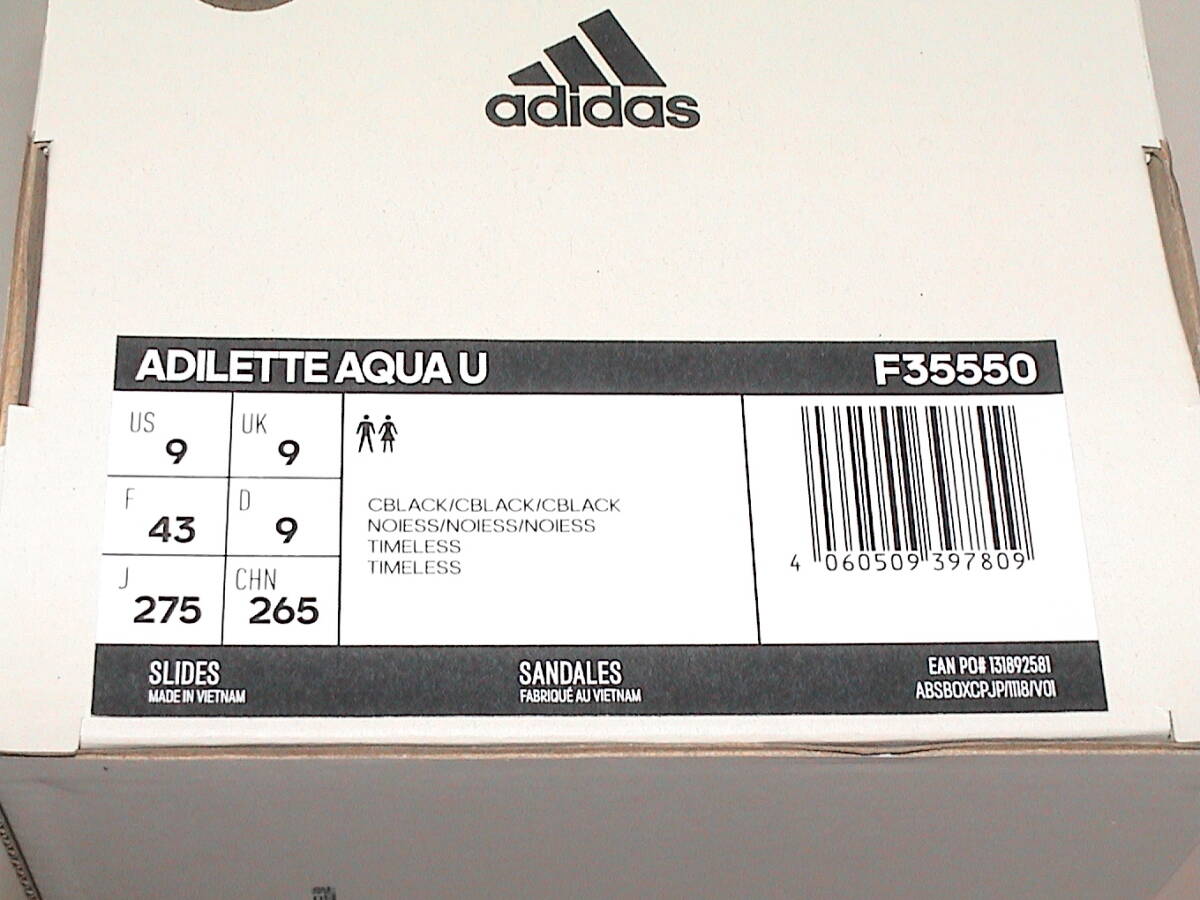 adidas
ADILETTE AQUA U F35550
US 9 UK 9
F 43 D 9
J 275 CHN 265
CBLACK/CBLACK/CBLACK
NOIESS/NOIESS/NOIESS
TIMELESS
TIMELESS
4 060509 397809
SLIDES
MADE IN VIETNAM
SANDALES
FABRIQUÉ AU VIETNAM
EAN PO# 131892581
ABSBOXCPJP/1118/V01